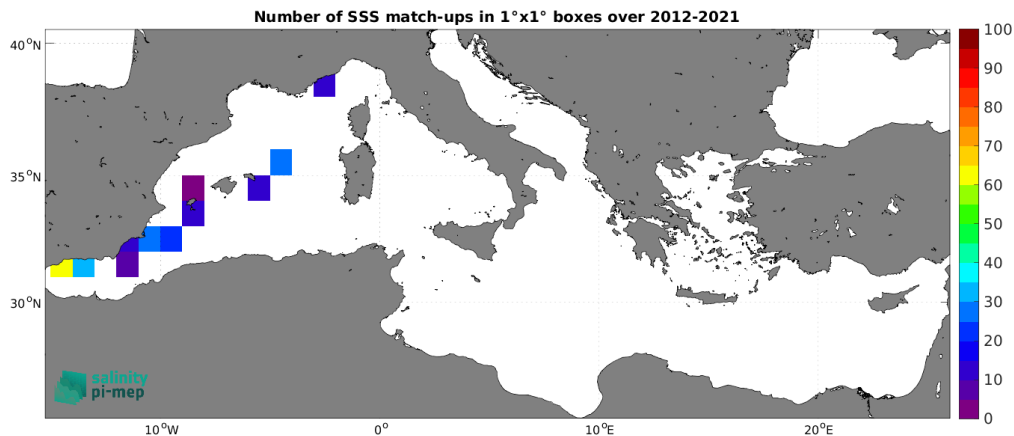 Number of SSS match-ups in 1°x1° boxes over 2012-2021
40°N
35°N
30°N
10°W
0°
10°E
20°E
100
90
80
70
60
50
40
30
20
10
0
salinity
pi-mep